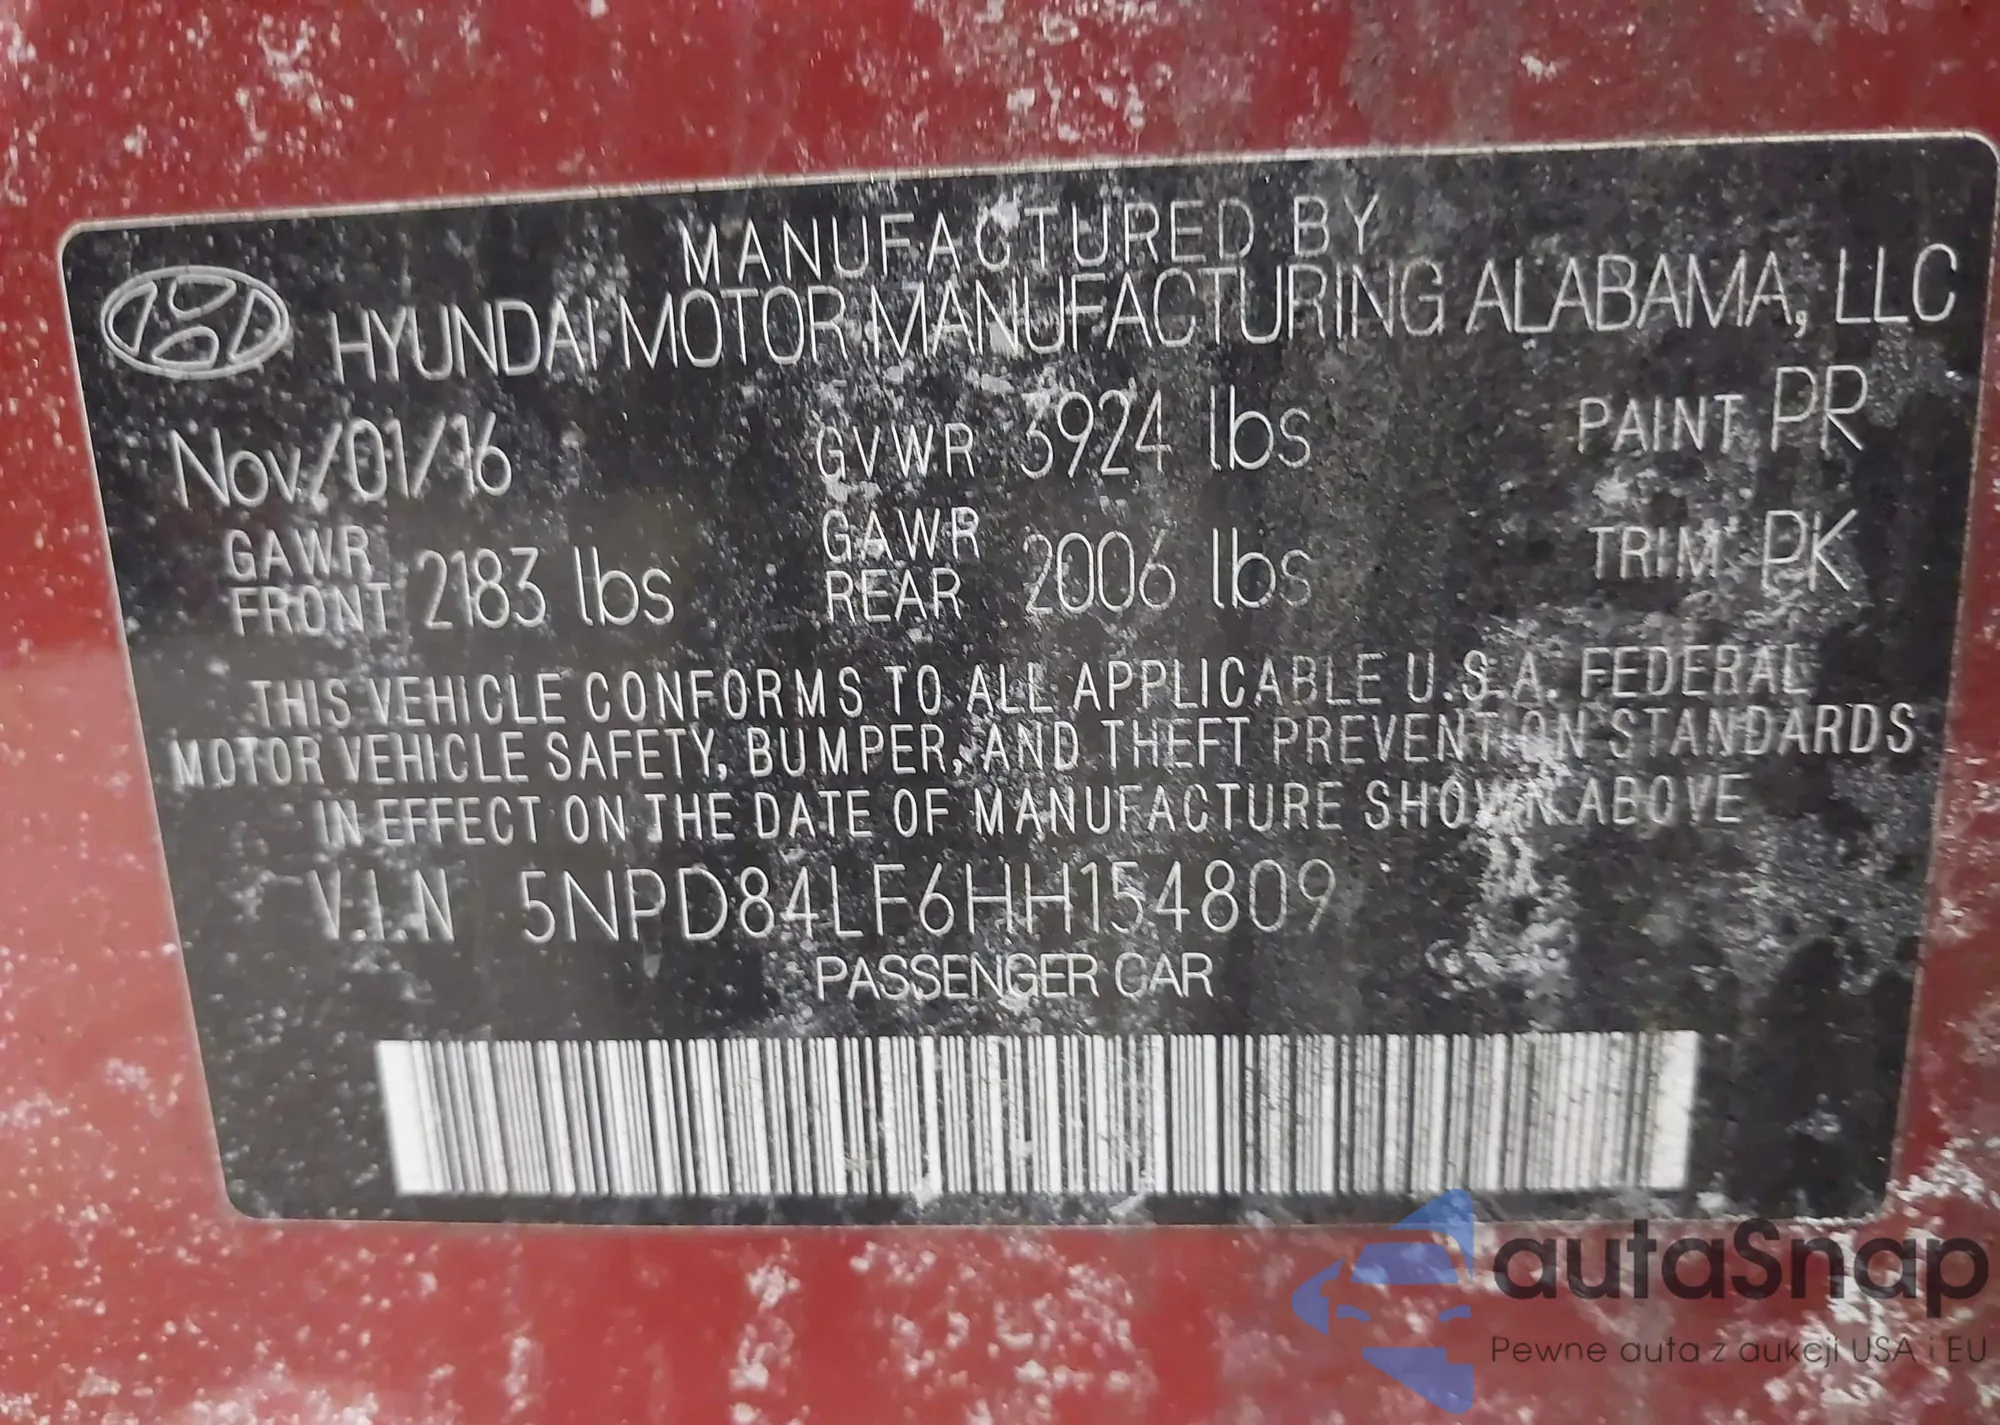 MANUFACTURED BY
HYUNDAI MOTOR MANUFACTURING ALABAMA, LLC
Nov/01/16 GVWR 3924 lbs PAINT PR
GAWR FRONT 2183 lbs GAWR REAR 2006 lbs TRIM PK
THIS VEHICLE CONFORMS TO ALL APPLICABLE U.S.A. FEDERAL
MOTOR VEHICLE SAFETY, BUMPER, AND THEFT PREVENTION STANDARDS
IN EFFECT ON THE DATE OF MANUFACTURE SHOWN ABOVE
V.I.N 5NPD84LF6HH154809
PASSENGER CAR
autaSnap
Pewne auta z aukcji USA i EU